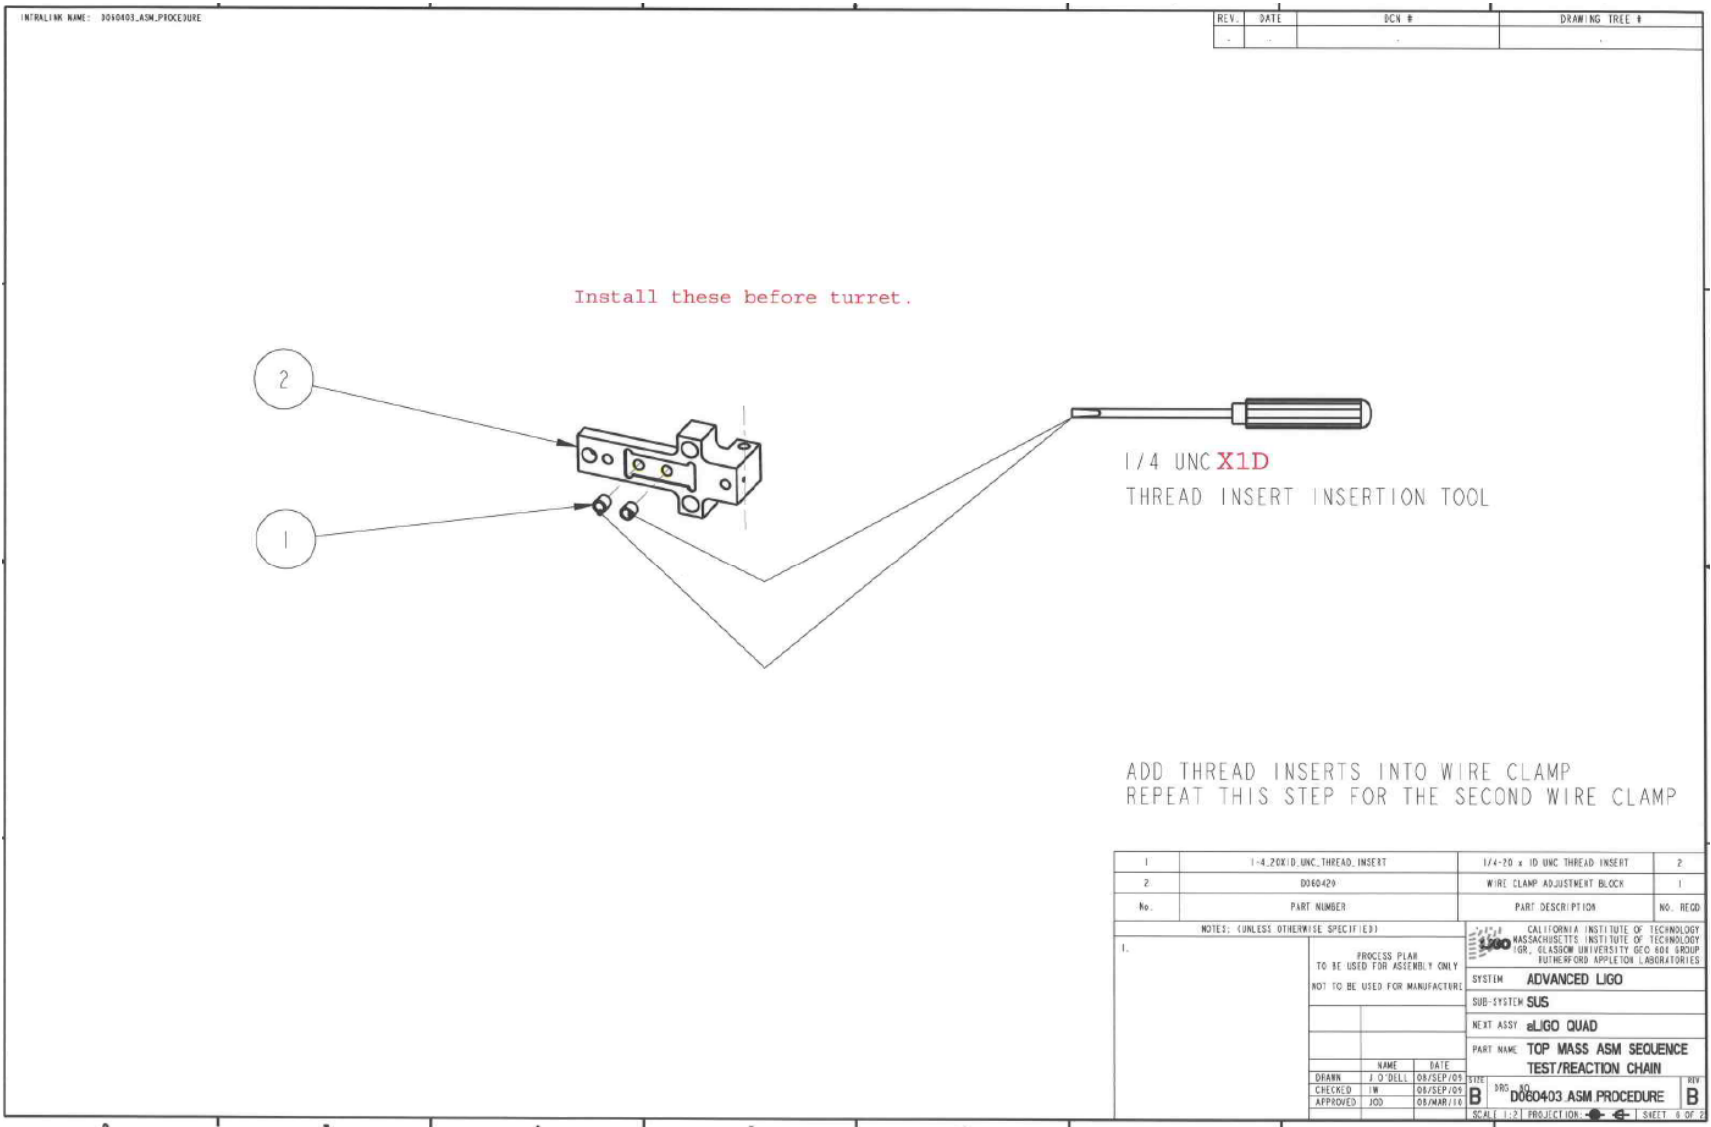 INTRALINK NAME: D060403_ASM_PROCEDURE
REV. DATE DCN # DRAWING TREE #
- - - -
Install these before turret.
2
1
1/4 UNC X1D
THREAD INSERT INSERTION TOOL
ADD THREAD INSERTS INTO WIRE CLAMP
REPEAT THIS STEP FOR THE SECOND WIRE CLAMP
1 1-4_20X1D_UNC_THREAD_INSERT 1/4-20 x 1D UNC THREAD INSERT 2
2 D060420 WIRE CLAMP ADJUSTMENT BLOCK 1
No. PART NUMBER PART DESCRIPTION NO. REQD
NOTES: (UNLESS OTHERWISE SPECIFIED)
1.
PROCESS PLAN
TO BE USED FOR ASSEMBLY ONLY
NOT TO BE USED FOR MANUFACTURE
NAME DATE
DRAWN J O'DELL 08/SEP/09
CHECKED IW 08/SEP/09
APPROVED JOD 08/MAR/10
LIGO
CALIFORNIA INSTITUTE OF TECHNOLOGY
MASSACHUSETTS INSTITUTE OF TECHNOLOGY
IGR, GLASGOW UNIVERSITY GEO 600 GROUP
RUTHERFORD APPLETON LABORATORIES
SYSTEM ADVANCED LIGO
SUB-SYSTEM SUS
NEXT ASSY aLIGO QUAD
PART NAME TOP MASS ASM SEQUENCE
TEST/REACTION CHAIN
SIZE B DRG. NO. D060403_ASM_PROCEDURE REV B
SCALE 1:2 PROJECTION: SHEET 6 OF